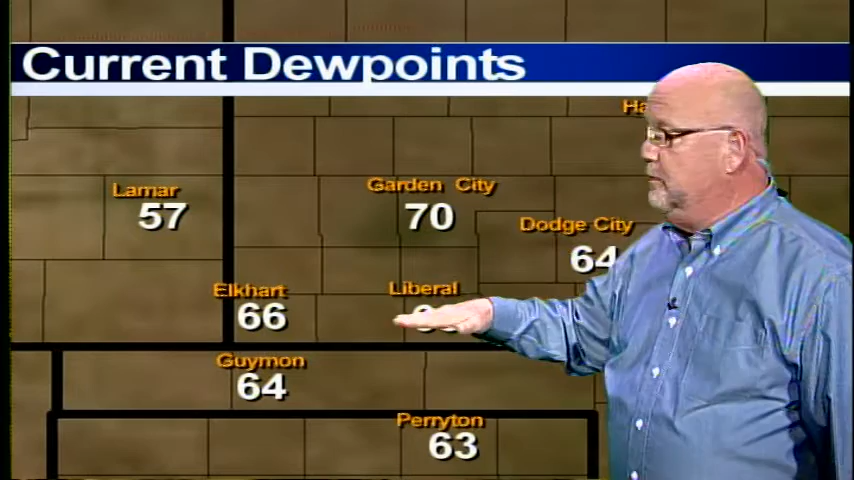 Current Dewpoints
Lamar
57
Garden City
70
Dodge City
64
Elkhart
66
Liberal
Guymon
64
Perryton
63